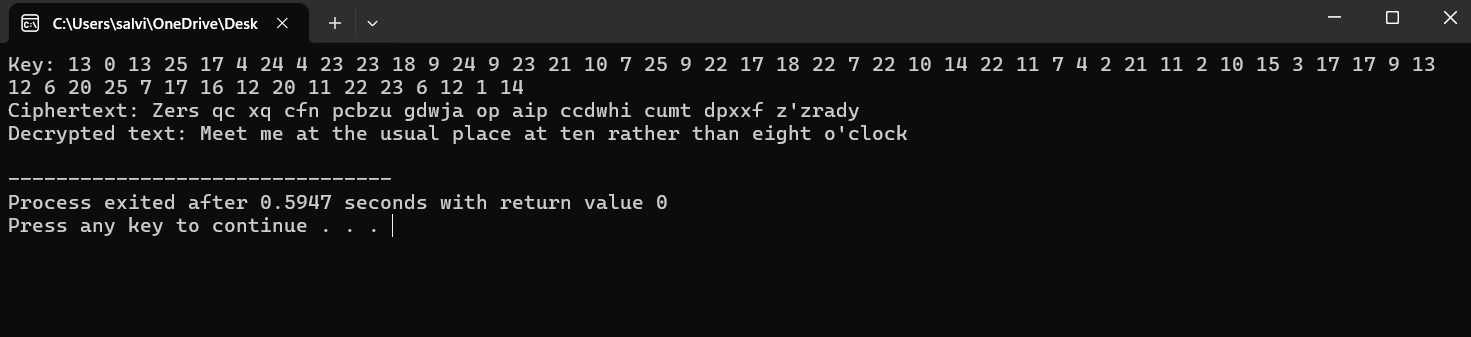 C:\Users\salvi\OneDrive\Desk
Key: 13 0 13 25 17 4 24 4 23 23 18 9 24 9 23 21 10 7 25 9 22 17 18 22 7 22 10 14 22 11 7 4 2 21 11 2 10 15 3 17 17 9 13
12 6 20 25 7 17 16 12 20 11 22 23 6 12 1 14
Ciphertext: Zers qc xq cfn pcbzu gdwja op aip ccdwhi cumt dpxxf z'zrady
Decrypted text: Meet me at the usual place at ten rather than eight o'clock
--------------------------------
Process exited after 0.5947 seconds with return value 0
Press any key to continue . . .